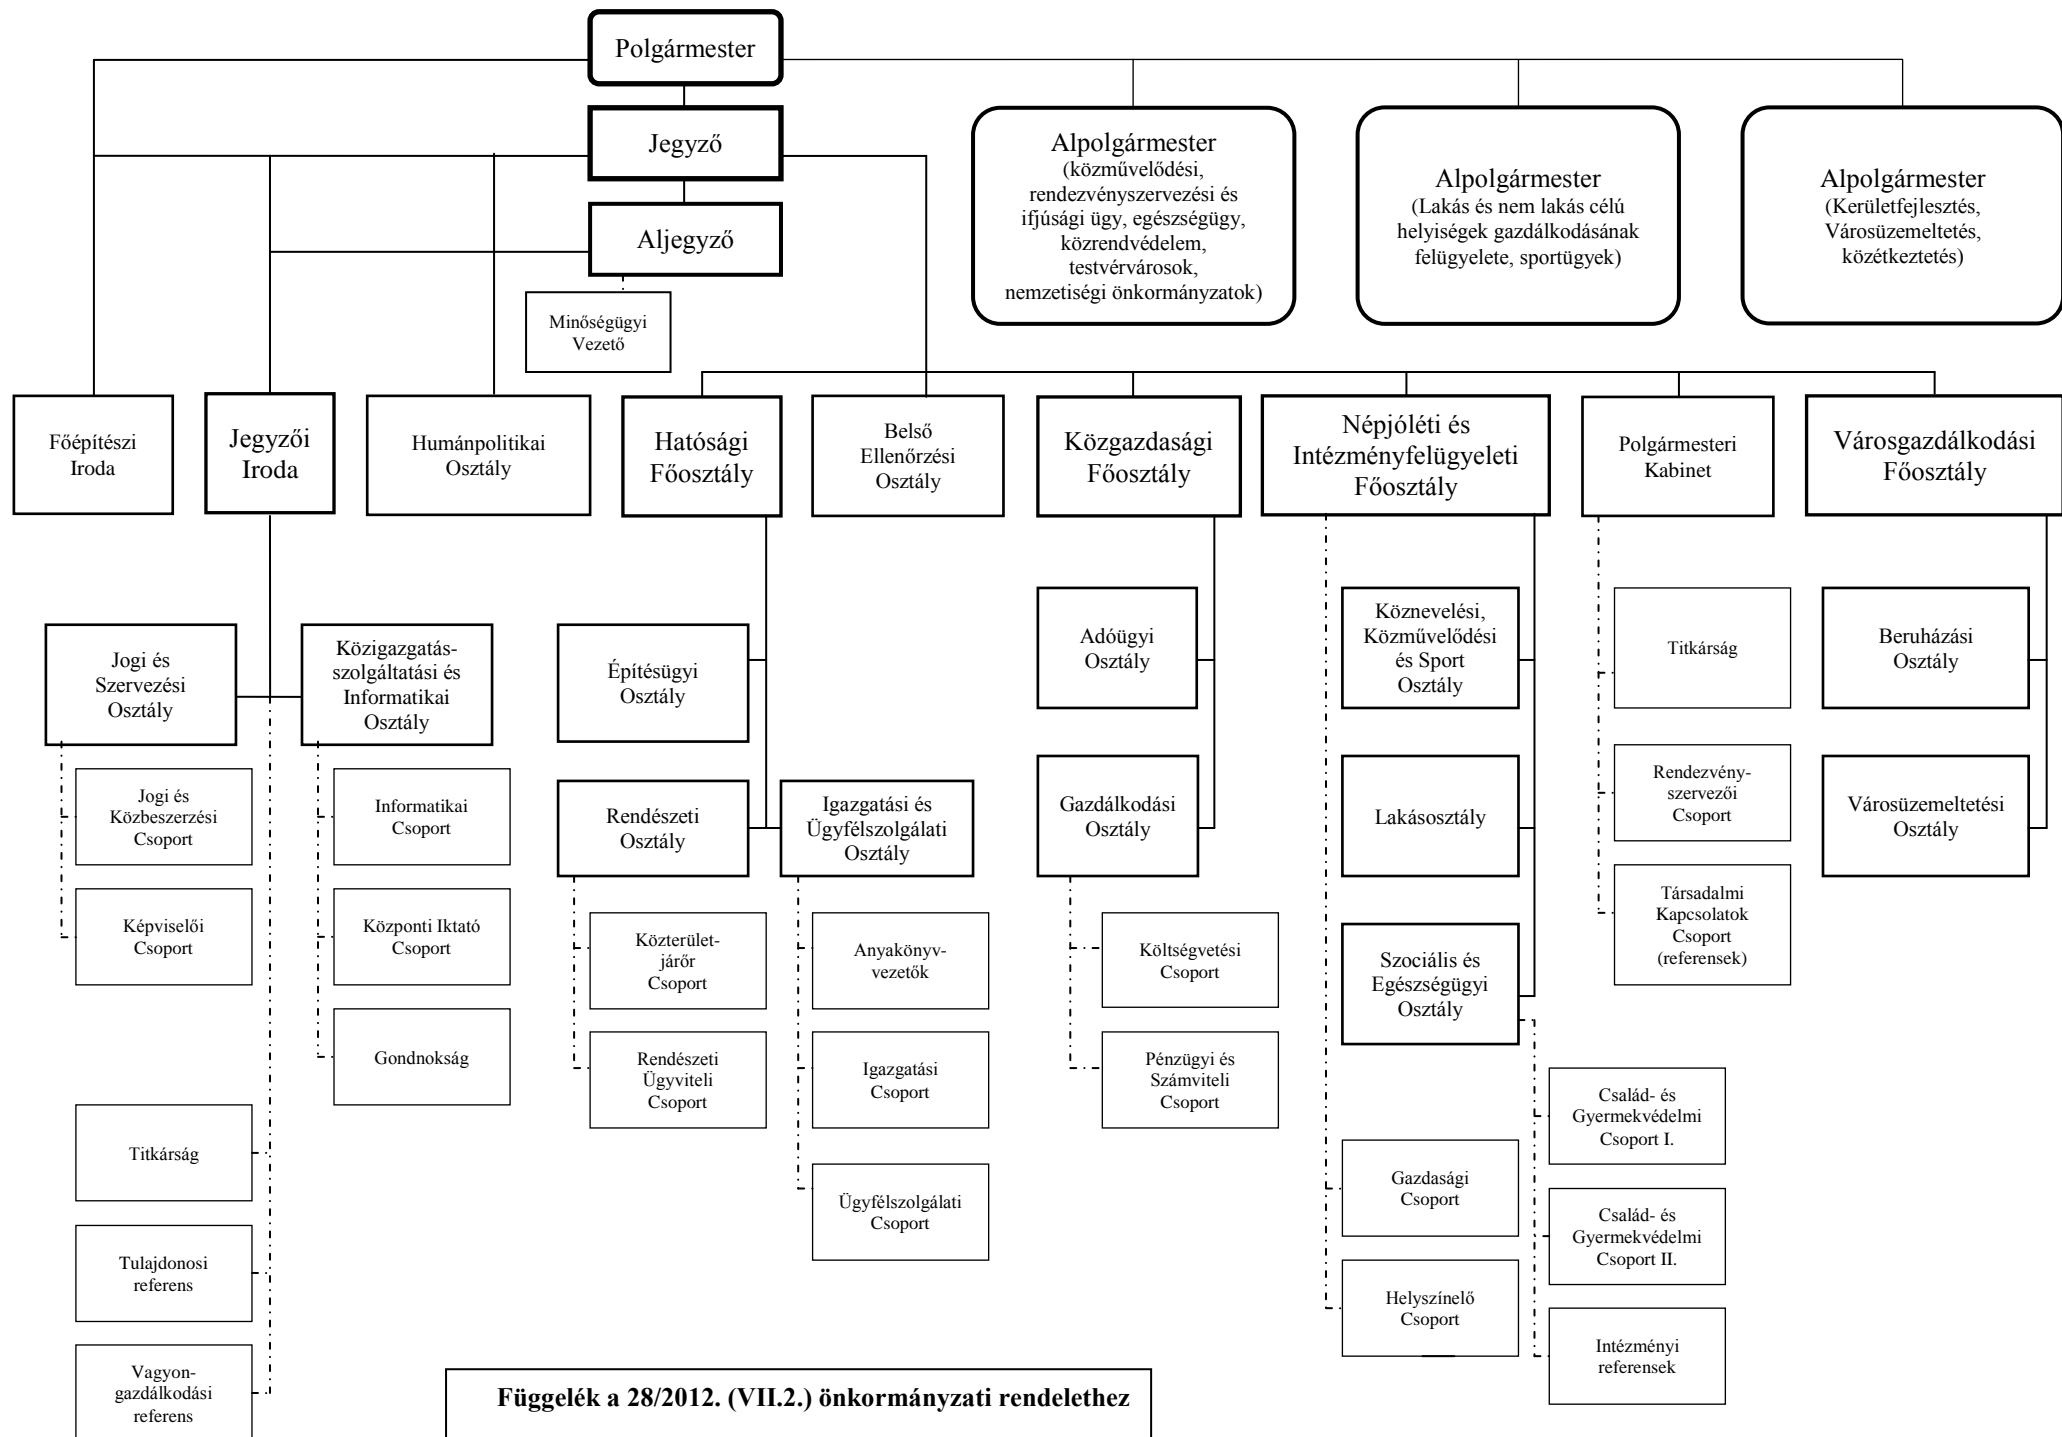 Polgármester
Jegyző
Aljegyző
Minőségügyi
Vezető
Alpolgármester
(közművelődési,
rendezvényszervezési és
ifjúsági ügy, egészségügy,
közrendvédelem,
testvérvárosok,
nemzetiségi önkormányzatok)
Alpolgármester
(Lakás és nem lakás célú
helyiségek gazdálkodásának
felügyelete, sportügyek)
Alpolgármester
(Kerületfejlesztés,
Városüzemeltetés,
közétkeztetés)
Főépítészi
Iroda
Jegyzői
Iroda
Humánpolitikai
Osztály
Hatósági
Főosztály
Belső
Ellenőrzési
Osztály
Közgazdasági
Főosztály
Népjóléti és
Intézményfelügyeleti
Főosztály
Polgármesteri
Kabinet
Városgazdálkodási
Főosztály
Jogi és
Szervezési
Osztály
Közigazgatás-
szolgáltatási és
Informatikai
Osztály
Jogi és
Közbeszerzési
Csoport
Képviselői
Csoport
Informatikai
Csoport
Központi Iktató
Csoport
Gondnokság
Titkárság
Tulajdonosi
referens
Vagyon-
gazdálkodási
referens
Építésügyi
Osztály
Rendészeti
Osztály
Igazgatási és
Ügyfélszolgálati
Osztály
Közterület-
járőr
Csoport
Rendészeti
Ügyviteli
Csoport
Anyakönyv-
vezetők
Igazgatási
Csoport
Ügyfélszolgálati
Csoport
Adóügyi
Osztály
Gazdálkodási
Osztály
Költségvetési
Csoport
Pénzügyi és
Számviteli
Csoport
Köznevelési,
Közművelődési
és Sport
Osztály
Lakásosztály
Szociális és
Egészségügyi
Osztály
Gazdasági
Csoport
Helyszínelő
Csoport
Család- és
Gyermekvédelmi
Csoport I.
Család- és
Gyermekvédelmi
Csoport II.
Intézményi
referensek
Titkárság
Rendezvény-
szervezői
Csoport
Társadalmi
Kapcsolatok
Csoport
(referensek)
Beruházási
Osztály
Városüzemeltetési
Osztály
Függelék a 28/2012. (VII.2.) önkormányzati rendelethez